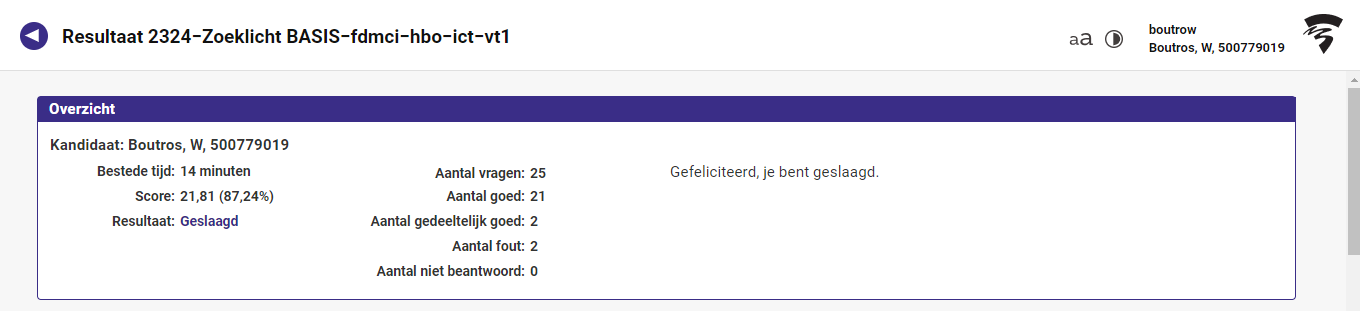 Resultaat 2324-Zoeklicht BASIS-fdmci-hbo-ict-vt1
aa
boutrow
Boutros, W, 500779019
Overzicht
Kandidaat: Boutros, W, 500779019
Bestede tijd: 14 minuten
Score: 21,81 (87,24%)
Resultaat: Geslaagd
Aantal vragen: 25
Aantal goed: 21
Aantal gedeeltelijk goed: 2
Aantal fout: 2
Aantal niet beantwoord: 0
Gefeliciteerd, je bent geslaagd.